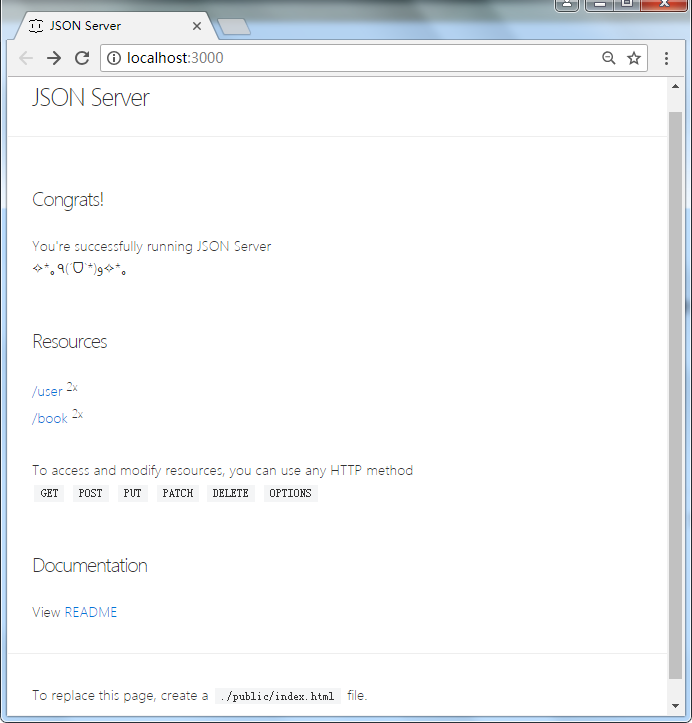 JSON Server
localhost:3000
JSON Server
Congrats!
You're successfully running JSON Server
✧*｡٩(ˊᗜˋ*)و✧*｡
Resources
/user 2x
/book 2x
To access and modify resources, you can use any HTTP method
GET POST PUT PATCH DELETE OPTIONS
Documentation
View README
To replace this page, create a ./public/index.html file.